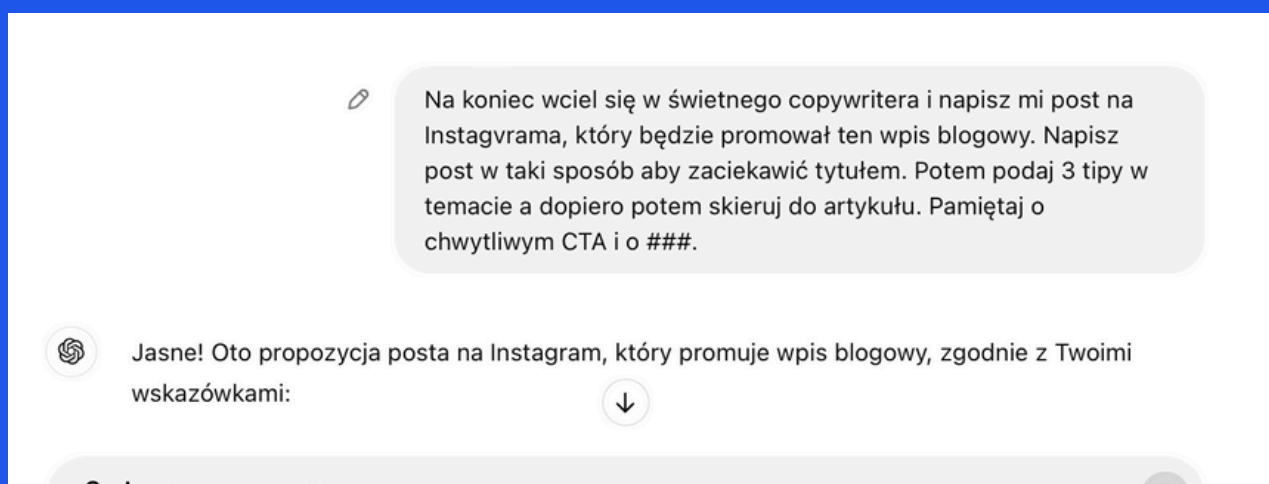 Na koniec wciel się w świetnego copywritera i napisz mi post na
Instagvrama, który będzie promował ten wpis blogowy. Napisz
post w taki sposób aby zaciekawić tytułem. Potem podaj 3 tipy w
temacie a dopiero potem skieruj do artykułu. Pamiętaj o
chwytliwym CTA i o ###.
Jasne! Oto propozycja posta na Instagram, który promuje wpis blogowy, zgodnie z Twoimi
wskazówkami: